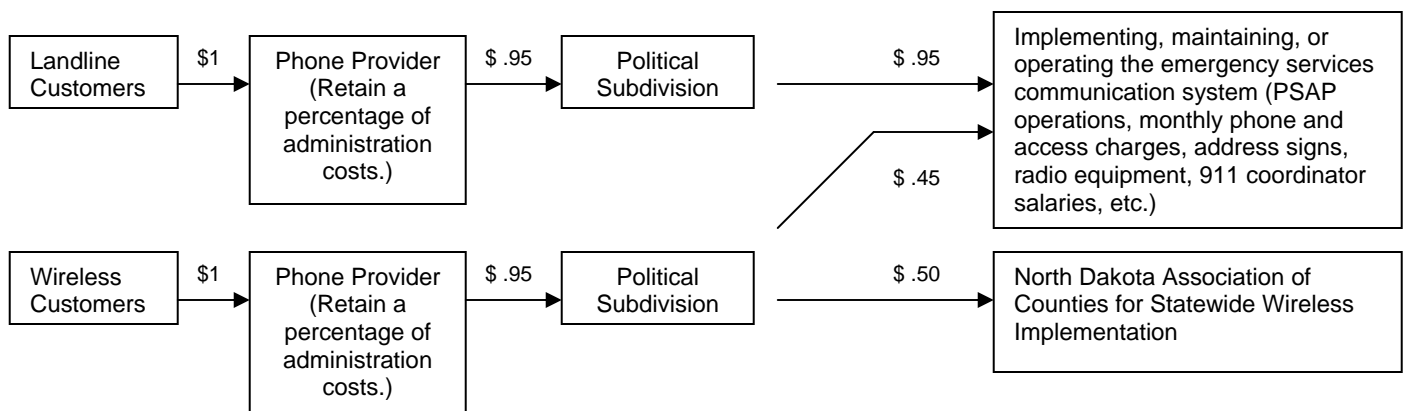 Landline
Customers
$1
Phone Provider
(Retain a
percentage of
administration
costs.)
$ .95
Political
Subdivision
$ .95
Implementing, maintaining, or
operating the emergency services
communication system (PSAP
operations, monthly phone and
access charges, address signs,
radio equipment, 911 coordinator
salaries, etc.)
$ .45
Wireless
Customers
$1
Phone Provider
(Retain a
percentage of
administration
costs.)
$ .95
Political
Subdivision
$ .50
North Dakota Association of
Counties for Statewide Wireless
Implementation